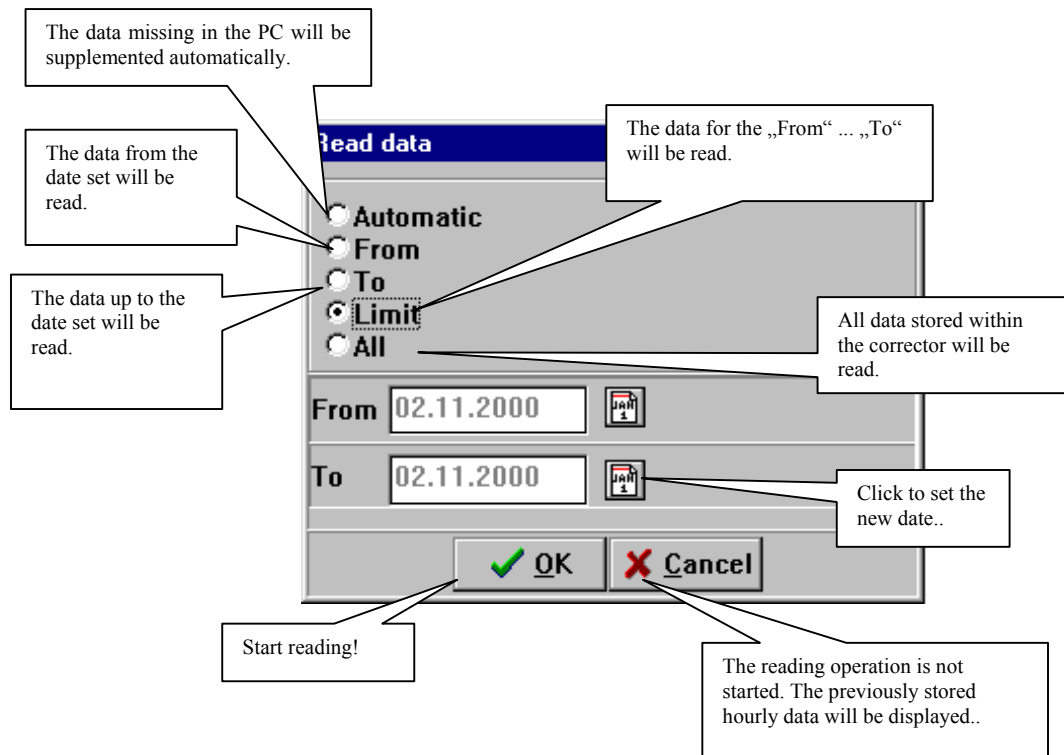 The data missing in the PC will be
supplemented automatically.
The data from the
date set will be
read.
The data up to the
date set will be
read.
The data for the „From“ ... „To“
will be read.
Read data
Automatic
From
To
Limit
All
All data stored within
the corrector will be
read.
From 02.11.2000
JAN
1
To 02.11.2000
JAN
1
Click to set the
new date..
OK
Cancel
Start reading!
The reading operation is not
started. The previously stored
hourly data will be displayed..